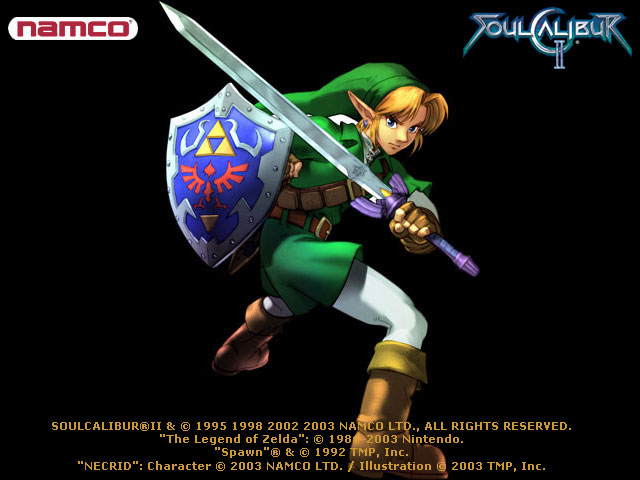 namco
SOULCALIBUR
II
SOULCALIBUR®II & © 1995 1998 2002 2003 NAMCO LTD., ALL RIGHTS RESERVED.
"The Legend of Zelda": © 1986 2003 Nintendo.
"Spawn"® & © 1992 TMP, Inc.
"NECRID": Character © 2003 NAMCO LTD. / Illustration © 2003 TMP, Inc.